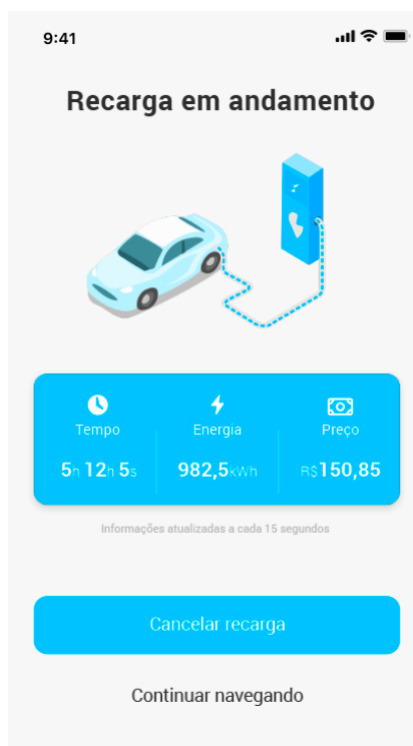 9:41
Recarga em andamento
Tempo Energia Preço
5h 12h 5s 982,5kWh R$150,85
Informações atualizadas a cada 15 segundos
Cancelar recarga
Continuar navegando